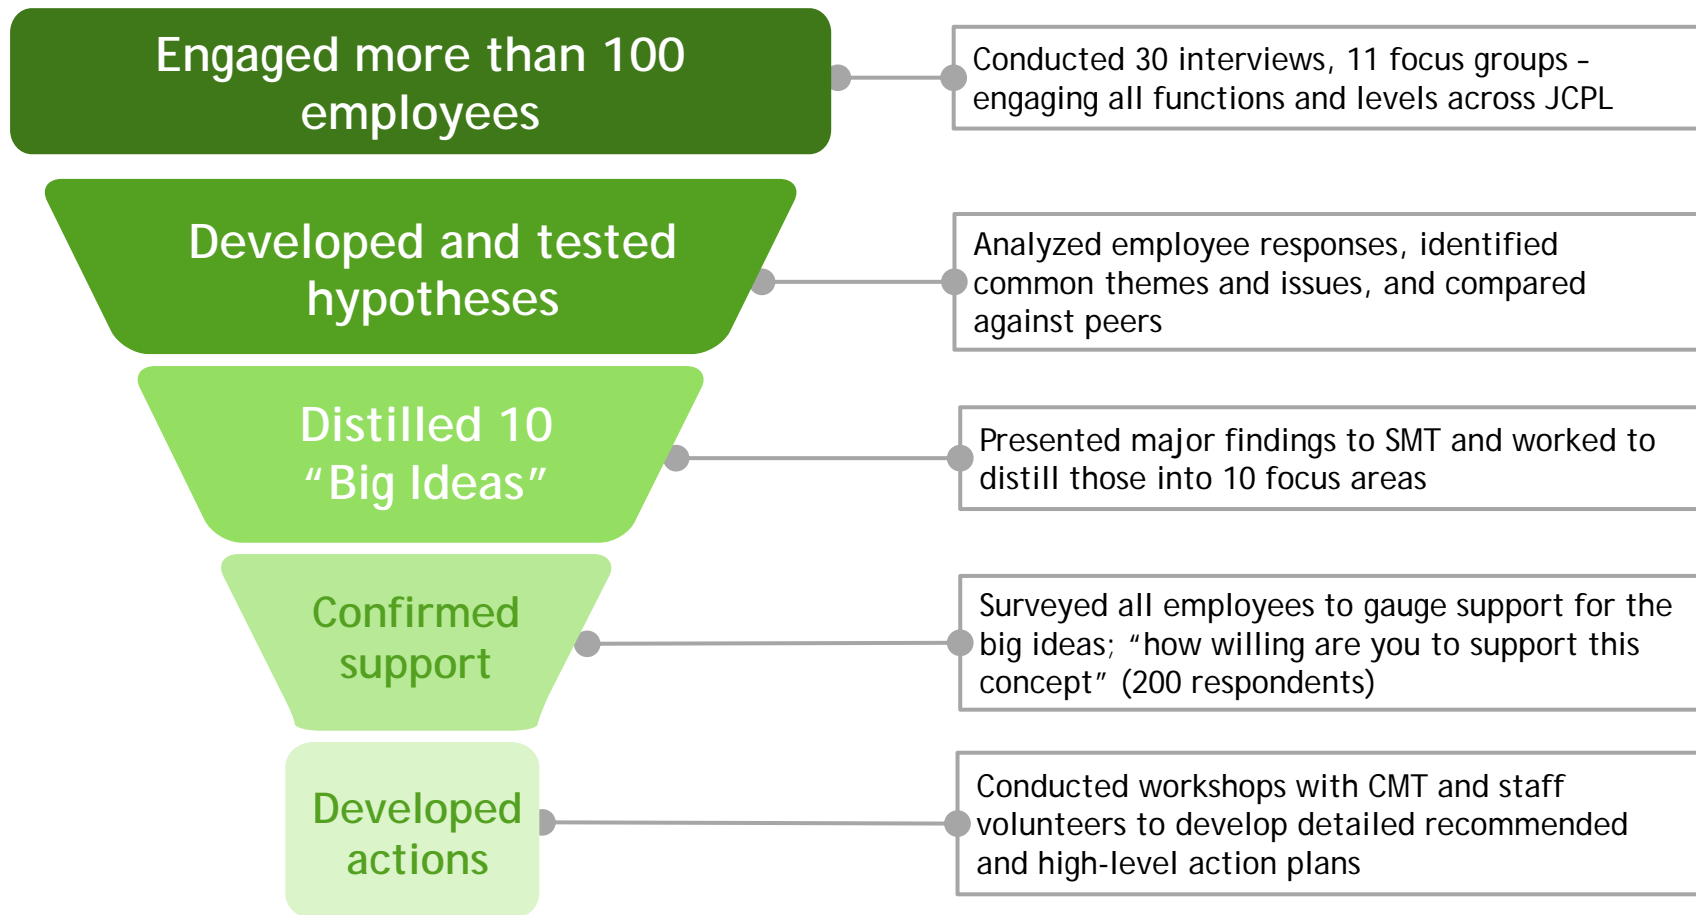 Engaged more than 100
employees
Conducted 30 interviews, 11 focus groups –
engaging all functions and levels across JCPL
Developed and tested
hypotheses
Analyzed employee responses, identified
common themes and issues, and compared
against peers
Distilled 10
“Big Ideas”
Presented major findings to SMT and worked to
distill those into 10 focus areas
Confirmed
support
Surveyed all employees to gauge support for the
big ideas; “how willing are you to support this
concept” (200 respondents)
Developed
actions
Conducted workshops with CMT and staff
volunteers to develop detailed recommended
and high-level action plans